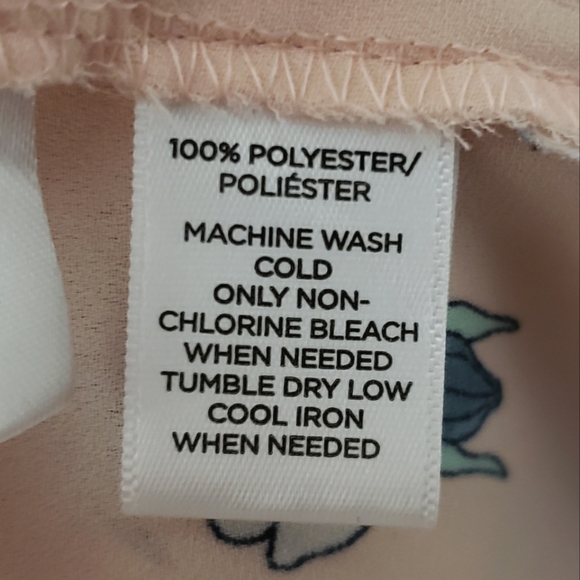 100% POLYESTER/
POLIÉSTER
MACHINE WASH
COLD
ONLY NON-
CHLORINE BLEACH
WHEN NEEDED
TUMBLE DRY LOW
COOL IRON
WHEN NEEDED